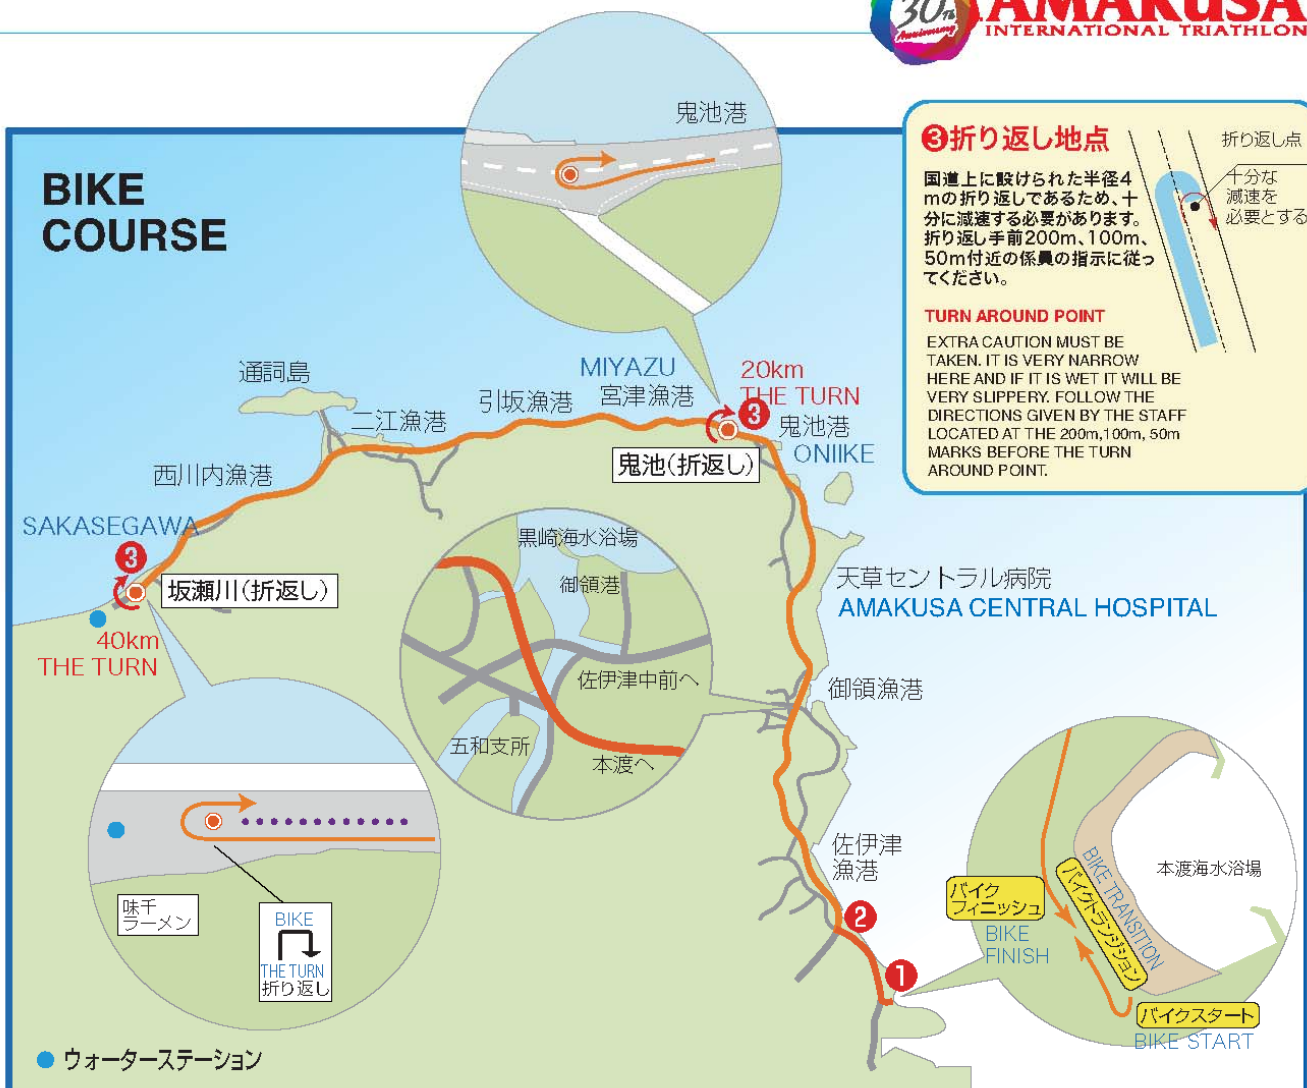 30th
Anniversary
AMAKUSA
INTERNATIONAL TRIATHLON
BIKE
COURSE
鬼池港
❸折り返し地点
国道上に設けられた半径4
mの折り返しであるため、十
分に減速する必要があります。
折り返し手前200m、100m、
50m付近の係員の指示に従っ
てください。
折り返し点
十分な
減速を
必要とする
TURN AROUND POINT
EXTRA CAUTION MUST BE
TAKEN. IT IS VERY NARROW
HERE AND IF IT IS WET IT WILL BE
VERY SLIPPERY. FOLLOW THE
DIRECTIONS GIVEN BY THE STAFF
LOCATED AT THE 200m,100m, 50m
MARKS BEFORE THE TURN
AROUND POINT.
通詞島
二江漁港
引坂漁港
MIYAZU
宮津漁港
20km
THE TURN
❸
鬼池港
ONIIKE
鬼池(折返し)
西川内漁港
SAKASEGAWA
❸
坂瀬川(折返し)
40km
THE TURN
黒崎海水浴場
御領港
佐伊津中前へ
五和支所
本渡へ
天草セントラル病院
AMAKUSA CENTRAL HOSPITAL
御領漁港
佐伊津
漁港
❷
❶
味千
ラーメン
BIKE
THE TURN
折り返し
本渡海水浴場
バイク
フィニッシュ
BIKE
FINISH
バイクトランジション
BIKE TRANSITION
バイクスタート
BIKE START
ウォーターステーション